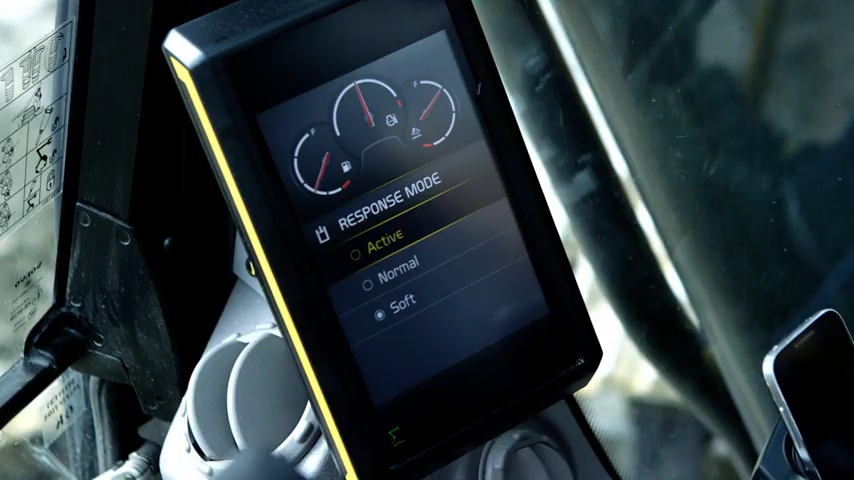 F
F
RESPONSE MODE
Active
Normal
Soft